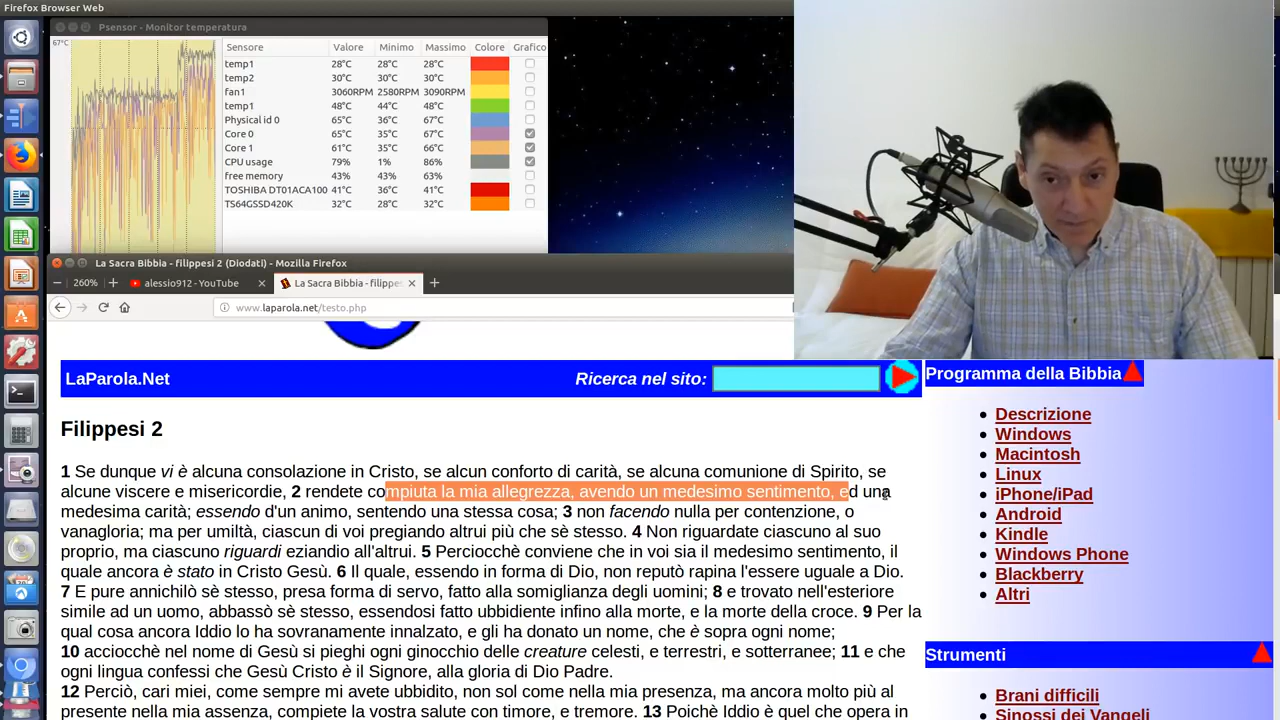 Firefox Browser Web
Psensor - Monitor temperatura
67°C
Sensore Valore Minimo Massimo Colore Grafico
temp1 28°C 28°C 28°C
temp2 30°C 30°C 30°C
fan1 3060RPM 2580RPM 3090RPM
temp1 48°C 44°C 48°C
Physical id 0 65°C 36°C 67°C
Core 0 65°C 35°C 67°C
Core 1 61°C 35°C 66°C
CPU usage 79% 1% 86%
free memory 43% 43% 63%
TOSHIBA DT01ACA100 41°C 36°C 41°C
TS64GSSD420K 32°C 28°C 32°C
La Sacra Bibbia - filippesi 2 (Diodati) - Mozilla Firefox
260% alessio912 - YouTube La Sacra Bibbia - filippes
www.laparola.net/testo.php
LaParola.Net Ricerca nel sito:
Filippesi 2
1 Se dunque vi è alcuna consolazione in Cristo, se alcun conforto di carità, se alcuna comunione di Spirito, se
alcune viscere e misericordie, 2 rendete compiuta la mia allegrezza, avendo un medesimo sentimento, ed una
medesima carità; essendo d'un animo, sentendo una stessa cosa; 3 non facendo nulla per contenzione, o
vanagloria; ma per umiltà, ciascun di voi pregiando altrui più che sè stesso. 4 Non riguardate ciascuno al suo
proprio, ma ciascuno riguardi eziandio all'altrui. 5 Perciocchè conviene che in voi sia il medesimo sentimento, il
quale ancora è stato in Cristo Gesù. 6 Il quale, essendo in forma di Dio, non reputò rapina l'essere uguale a Dio.
7 E pure annichilò sè stesso, presa forma di servo, fatto alla somiglianza degli uomini; 8 e trovato nell'esteriore
simile ad un uomo, abbassò sè stesso, essendosi fatto ubbidiente infino alla morte, e la morte della croce. 9 Per la
qual cosa ancora Iddio lo ha sovranamente innalzato, e gli ha donato un nome, che è sopra ogni nome;
10 acciocchè nel nome di Gesù si pieghi ogni ginocchio delle creature celesti, e terrestri, e sotterranee; 11 e che
ogni lingua confessi che Gesù Cristo è il Signore, alla gloria di Dio Padre.
12 Perciò, cari miei, come sempre mi avete ubbidito, non sol come nella mia presenza, ma ancora molto più al
presente nella mia assenza, compiete la vostra salute con timore, e tremore. 13 Poichè Iddio è quel che opera in
Programma della Bibbia
Descrizione
Windows
Macintosh
Linux
iPhone/iPad
Android
Kindle
Windows Phone
Blackberry
Altri
Strumenti
Brani difficili
Sinossi dei Vangeli